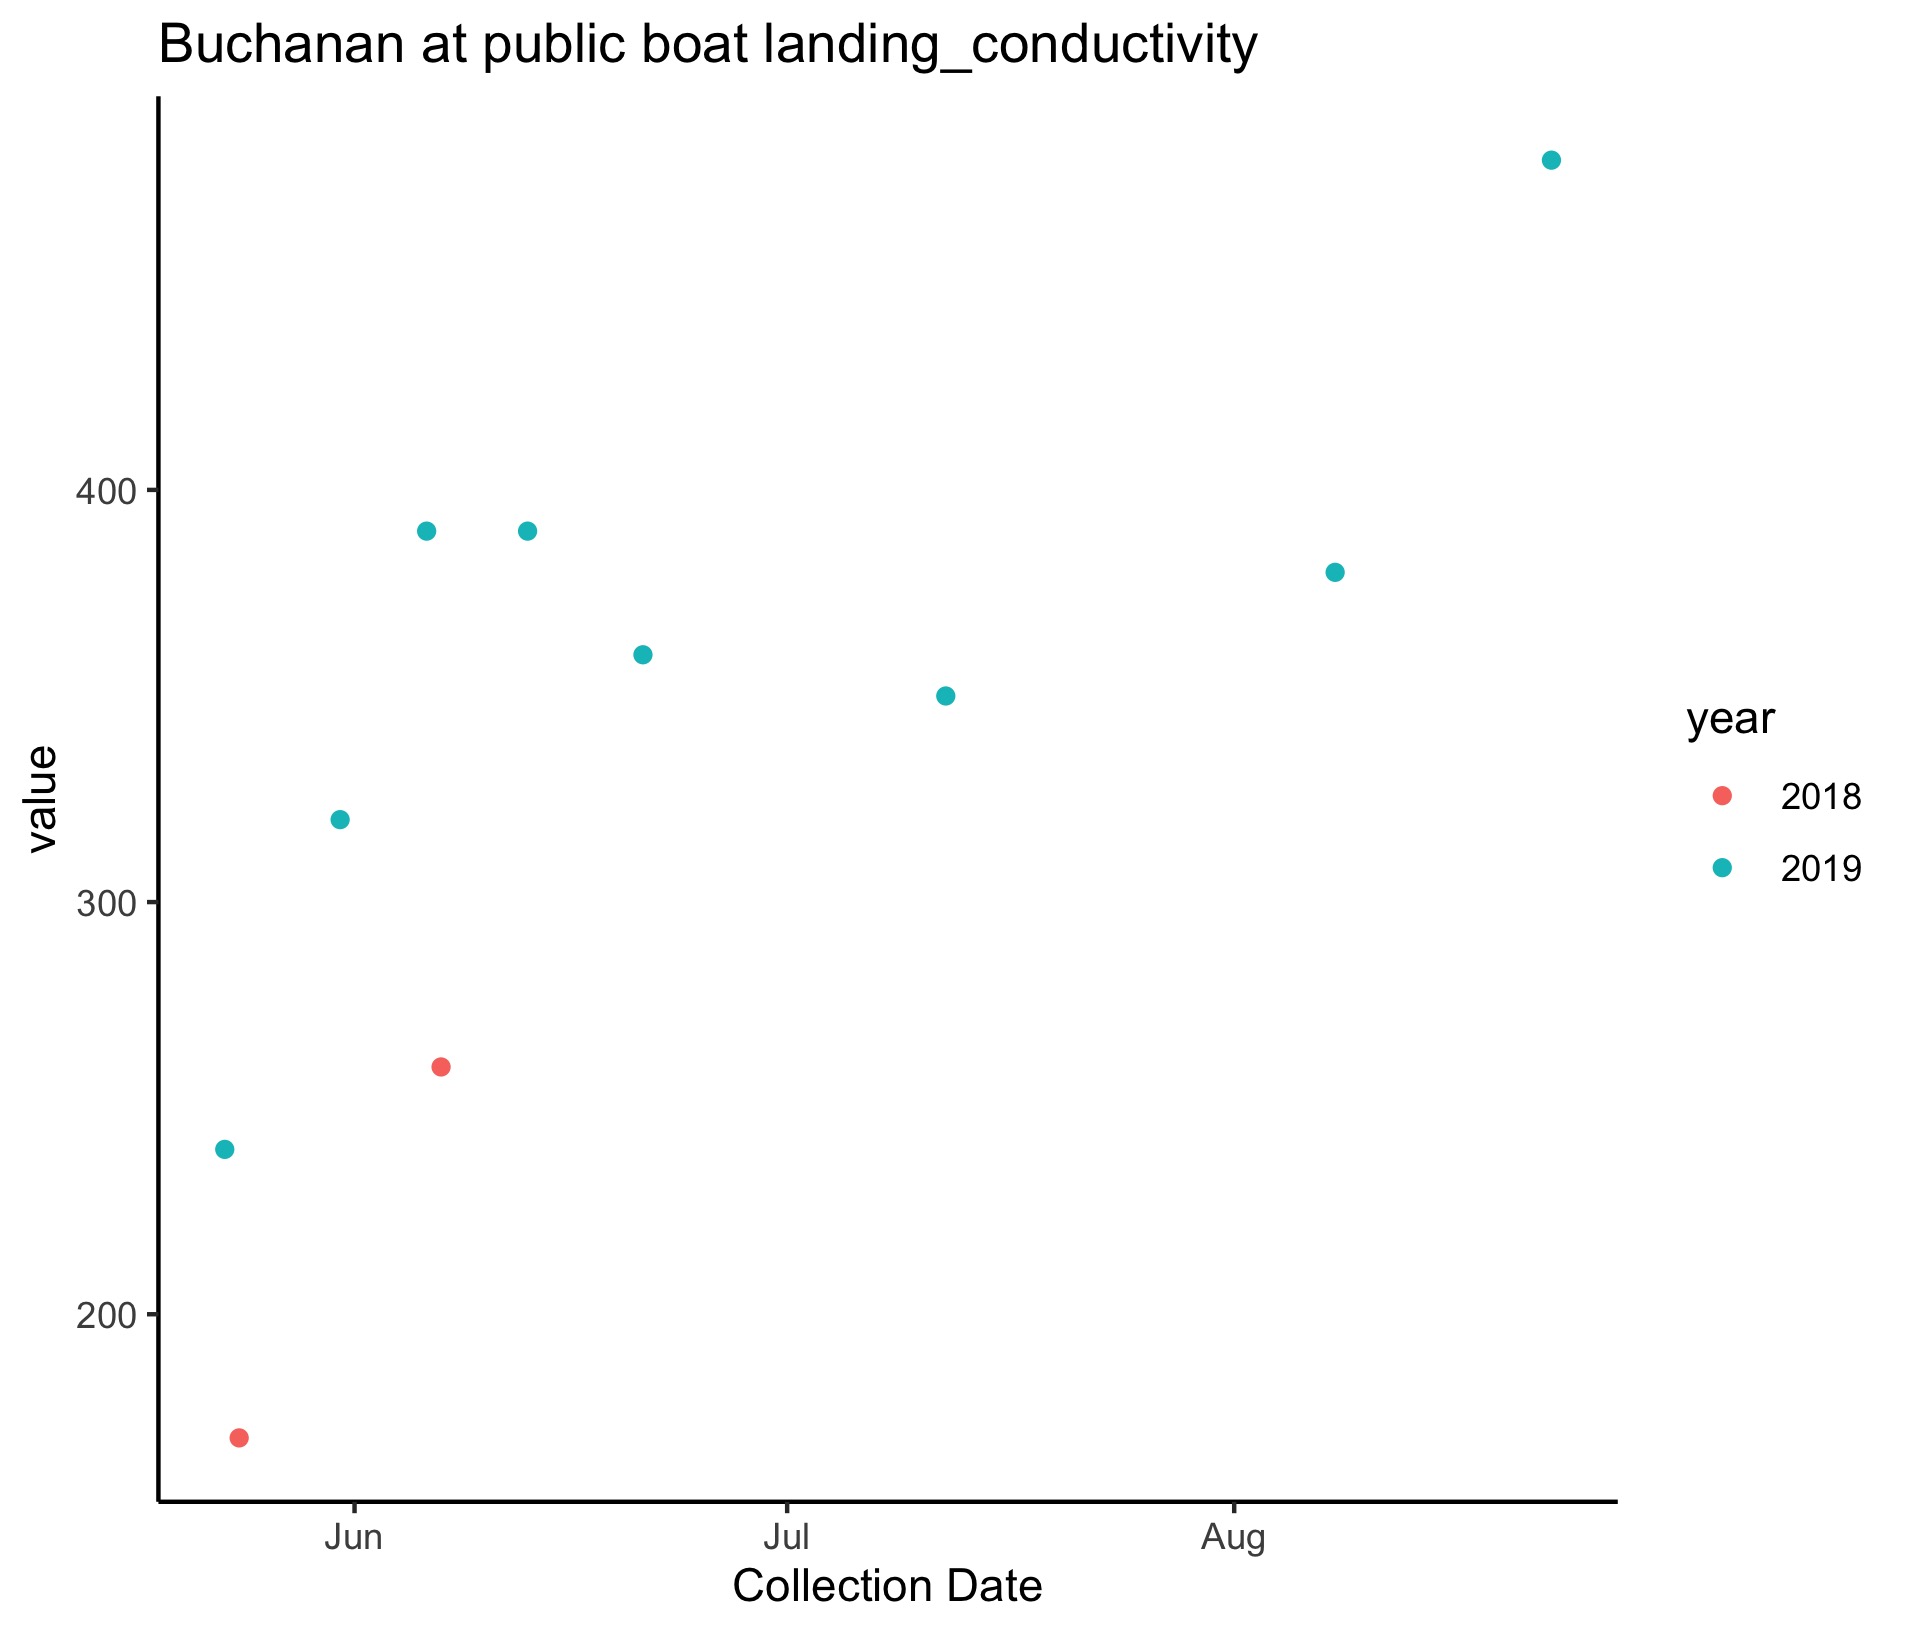 Buchanan at public boat landing_conductivity
value
400
300
200
Jun
Jul
Aug
Collection Date
year
2018
2019